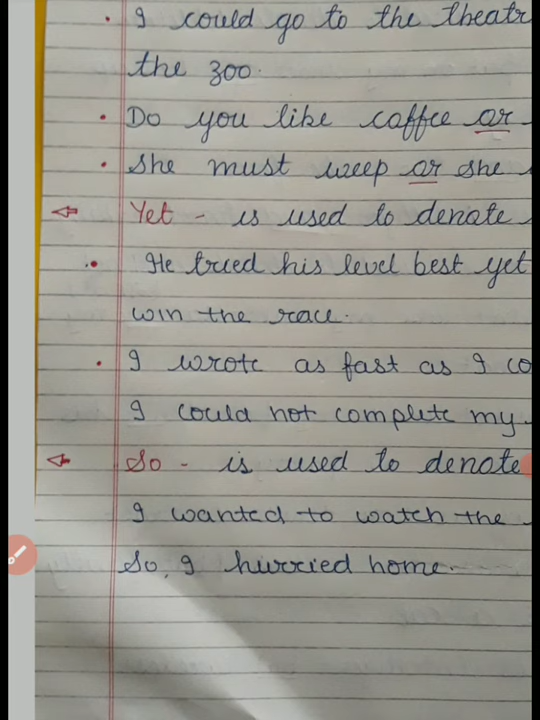 • I could go to the theatr
the zoo.
• Do you like coffee or
• She must weep or she
Yet - is used to denote
• He tried his level best yet
win the race.
• I wrote as fast as I co
I could not complete my
So - is used to denote
I wanted to watch the
So, I hurried home.